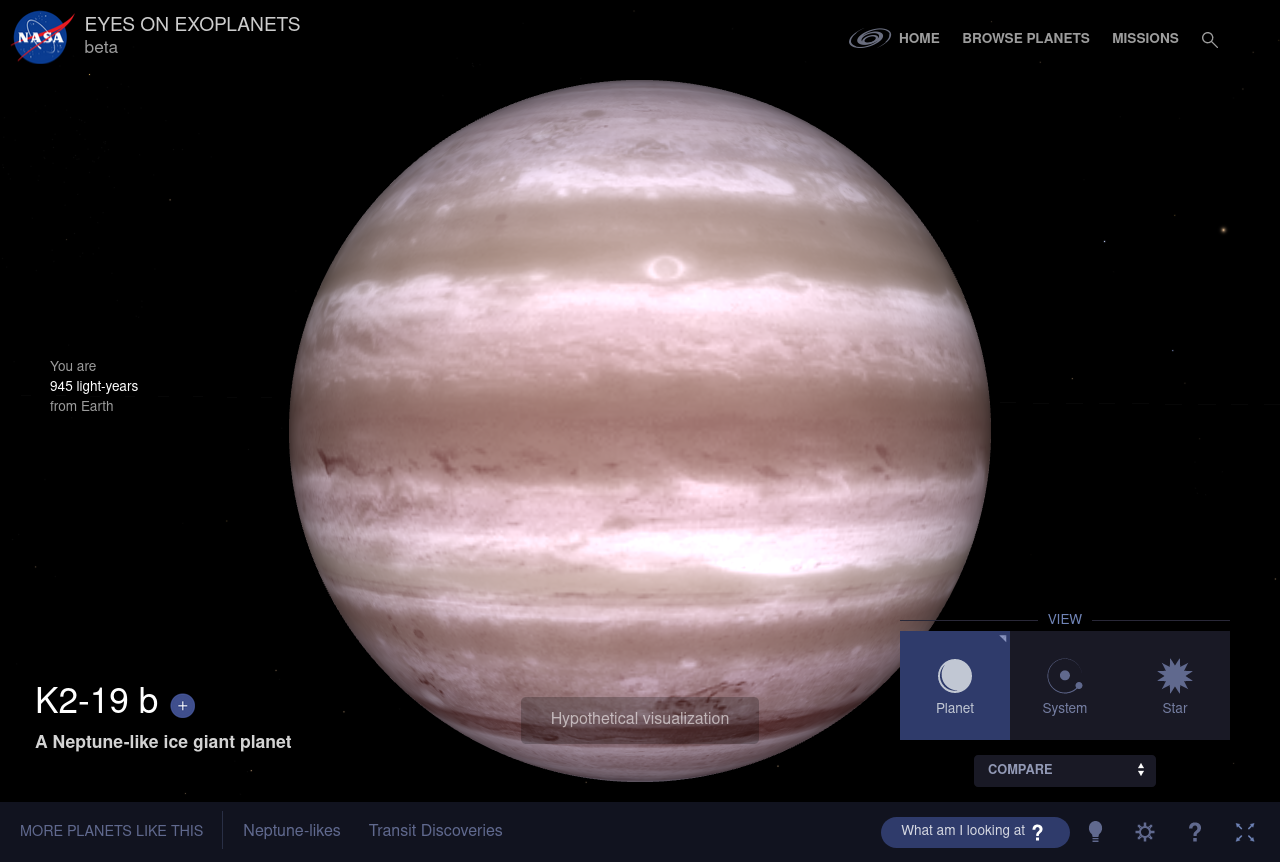 NASA
EYES ON EXOPLANETS
beta
HOME
BROWSE PLANETS
MISSIONS
You are
945 light-years
from Earth
VIEW
Planet
System
Star
K2-19 b +
A Neptune-like ice giant planet
Hypothetical visualization
COMPARE
MORE PLANETS LIKE THIS
Neptune-likes
Transit Discoveries
What am I looking at ?
?